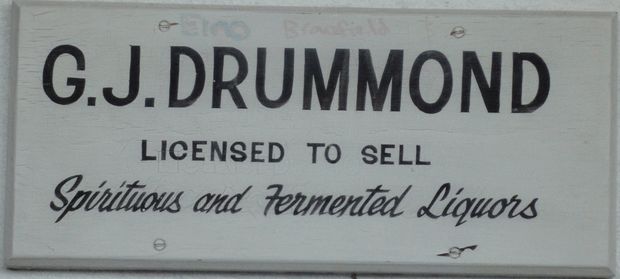 G.J. DRUMMOND
LICENSED TO SELL
Spirituous and Fermented Liquors